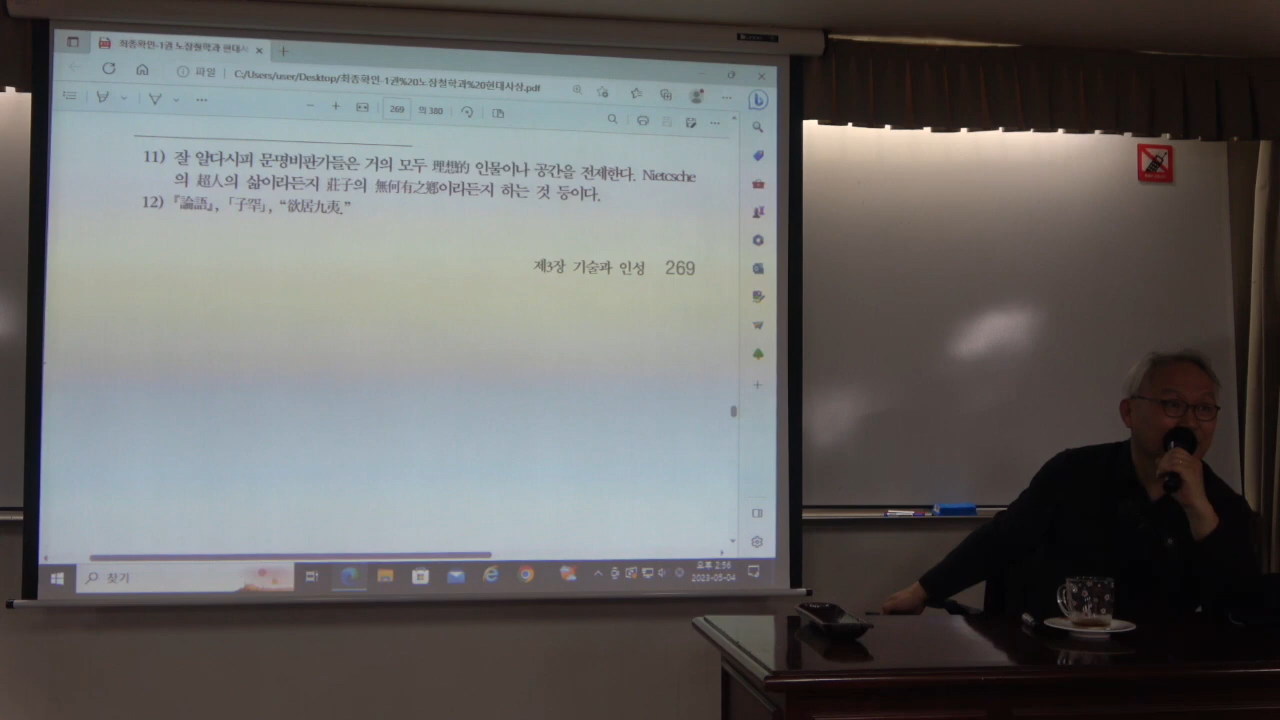 최종확인-1권 노장철학과 현대사
파일
C:/Users/user/Desktop/최종확인-1권%20노장철학과%20현대사상.pdf
269 의 380
11) 잘 알다시피 문명비판가들은 거의 모두 理想的 인물이나 공간을 전제한다. Nietcsche
의 超人의 삶이라든지 莊子의 無何有之鄕이라든지 하는 것 등이다.
12) 『論語』, 「子罕」, “欲居九夷.”
제3장 기술과 인성 269
찾기
오후 2:56
2023-05-04